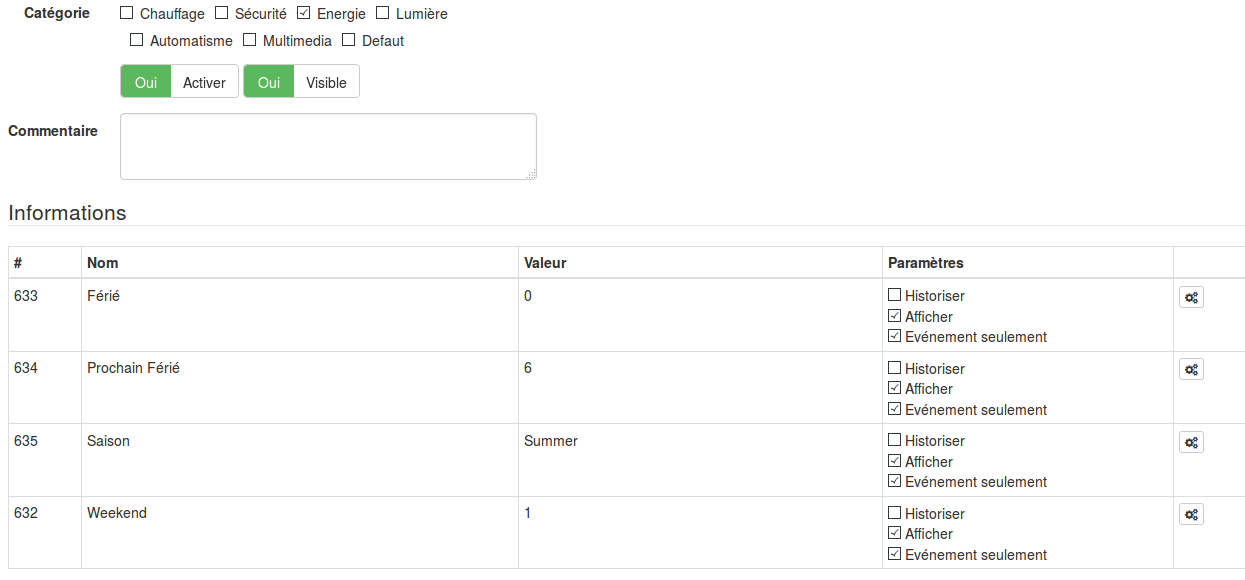 Catégorie Chauffage Sécurité Energie Lumière
Automatisme Multimedia Defaut
Oui Activer Oui Visible
Commentaire
Informations
# Nom Valeur Paramètres
633 Férié 0 Historiser
Afficher
Evénement seulement
634 Prochain Férié 6 Historiser
Afficher
Evénement seulement
635 Saison Summer Historiser
Afficher
Evénement seulement
632 Weekend 1 Historiser
Afficher
Evénement seulement